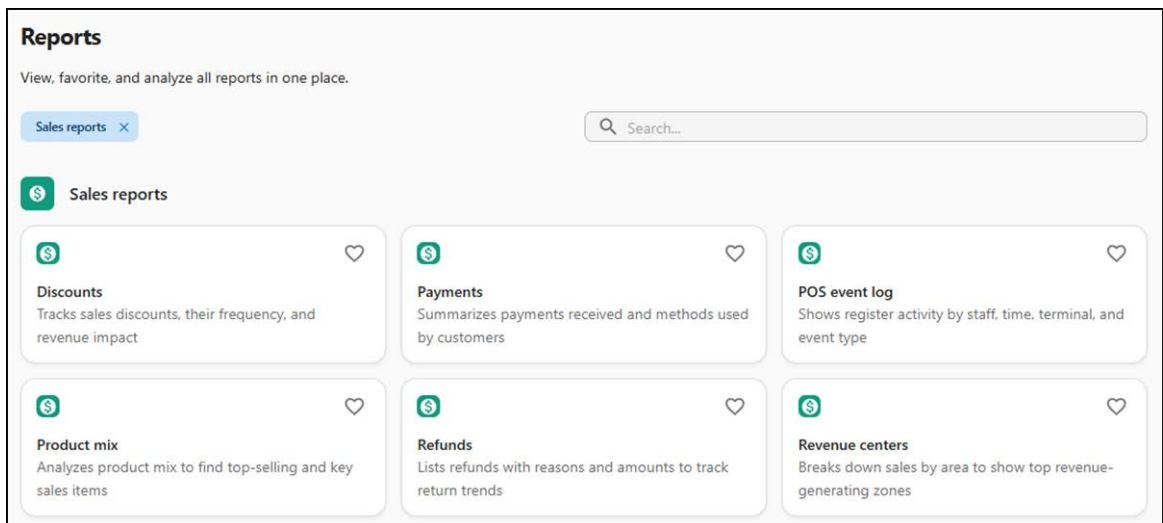 Reports
View, favorite, and analyze all reports in one place.
Sales reports ×
Search...
Sales reports
Discounts
Tracks sales discounts, their frequency, and
revenue impact
Payments
Summarizes payments received and methods used
by customers
POS event log
Shows register activity by staff, time, terminal, and
event type
Product mix
Analyzes product mix to find top-selling and key
sales items
Refunds
Lists refunds with reasons and amounts to track
return trends
Revenue centers
Breaks down sales by area to show top revenue-
generating zones